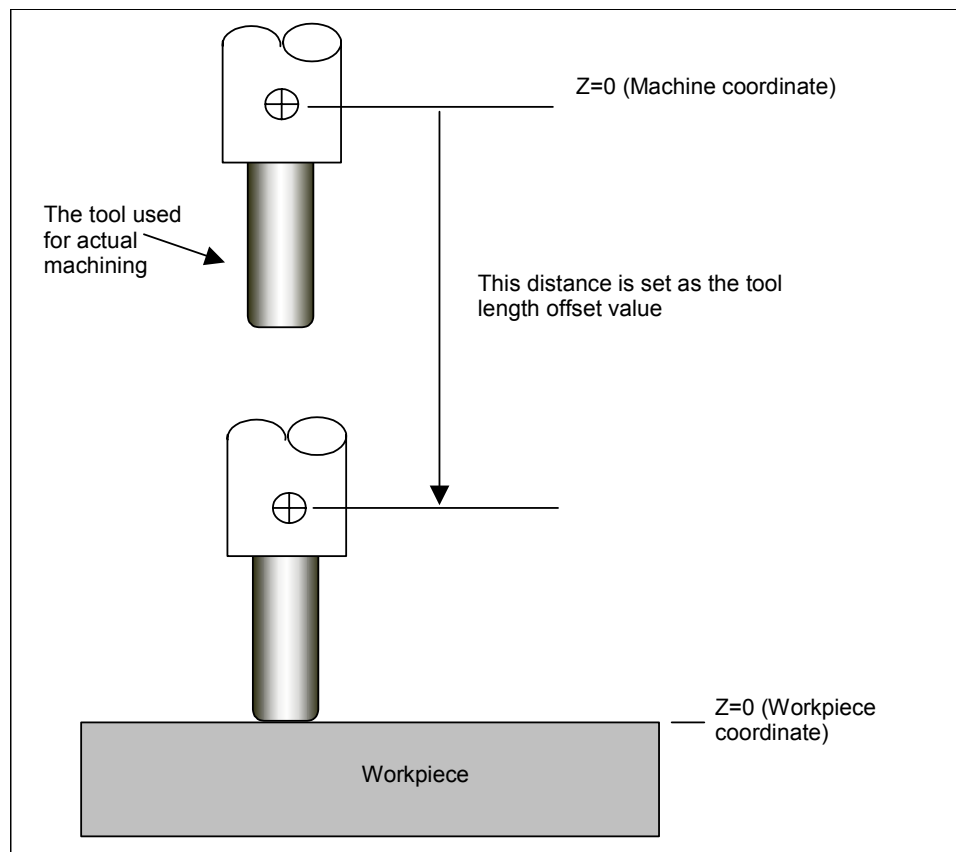 Z=0 (Machine coordinate)
The tool used
for actual
machining
This distance is set as the tool
length offset value
Z=0 (Workpiece
coordinate)
Workpiece